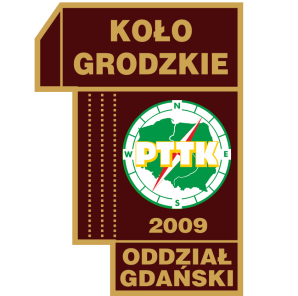 KOŁO
GRODZKIE
N
W PTTK E
S
2009
ODDZIAŁ
GDAŃSKI